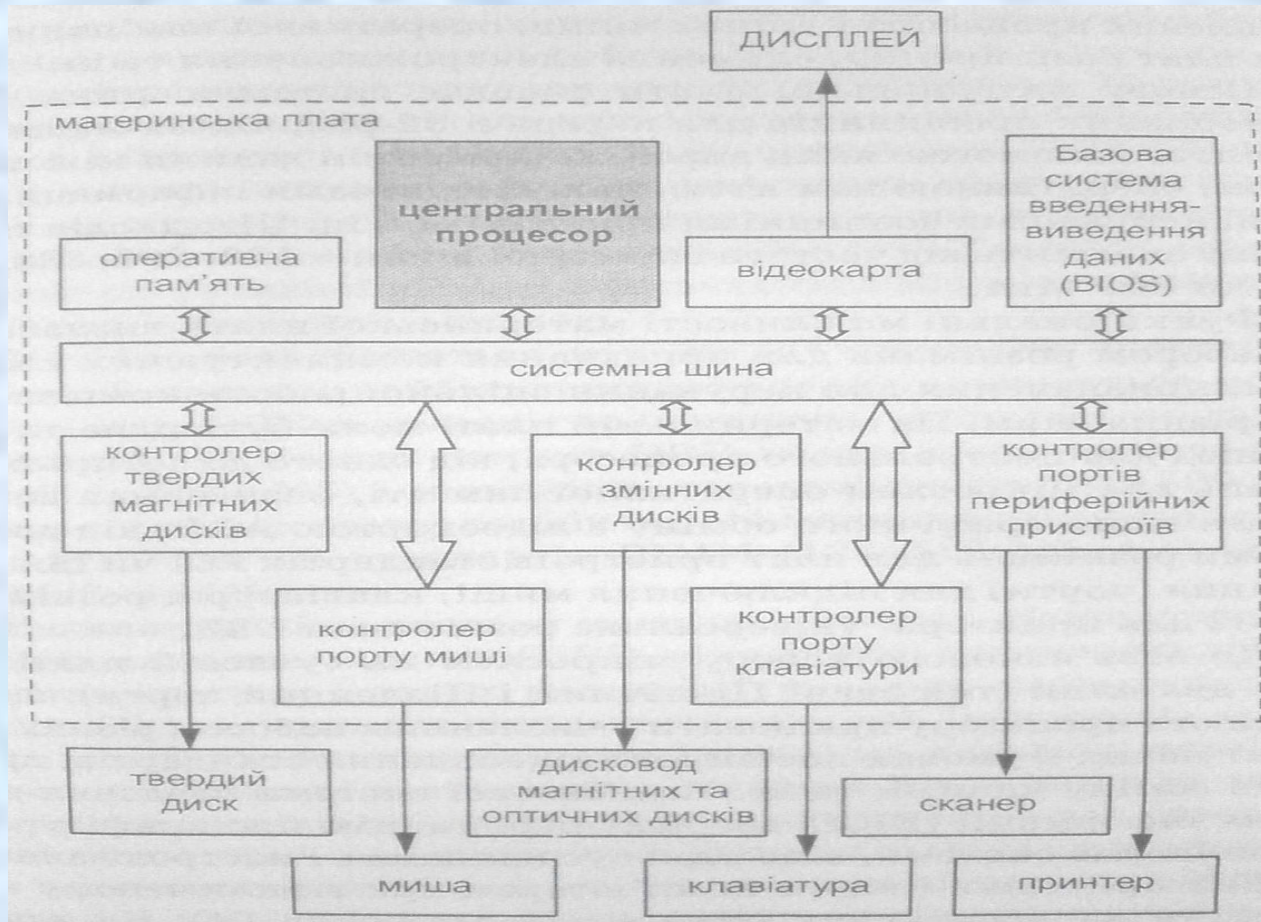 ДИСПЛЕЙ
материнська плата
оперативна
пам’ять
центральний
процесор
відеокарта
Базова
система
введення-
виведення
даних
(BIOS)
системна шина
контролер
твердих
магнітних
дисків
контролер
змінних
дисків
контролер
портів
периферійних
пристроїв
контролер
порту миші
контролер
порту
клавіатури
твердий
диск
дисковод
магнітних та
оптичних дисків
сканер
миша
клавіатура
принтер